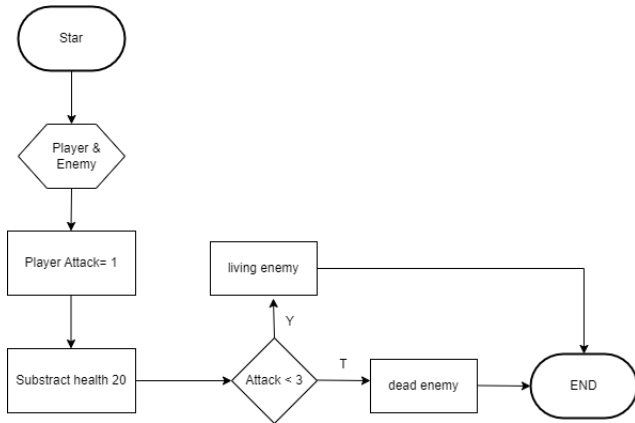 Star
Player &
Enemy
Player Attack= 1
Substract health 20
living enemy
Y
Attack < 3
T
dead enemy
END